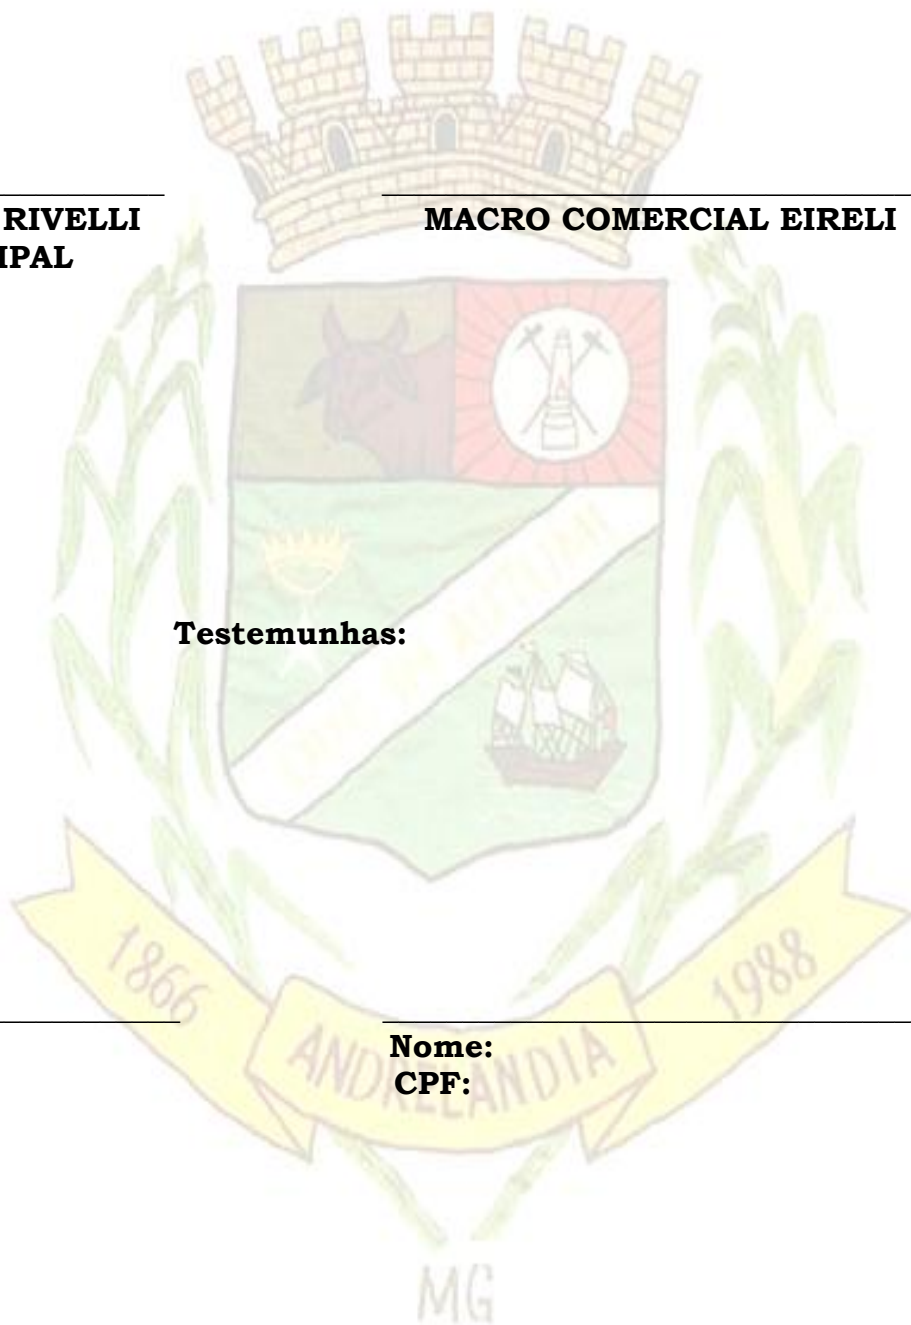 RIVELLI
IPAL
MACRO COMERCIAL EIRELI
Testemunhas:
Nome:
CPF:
1866
ANDRELANDIA
1988
MG